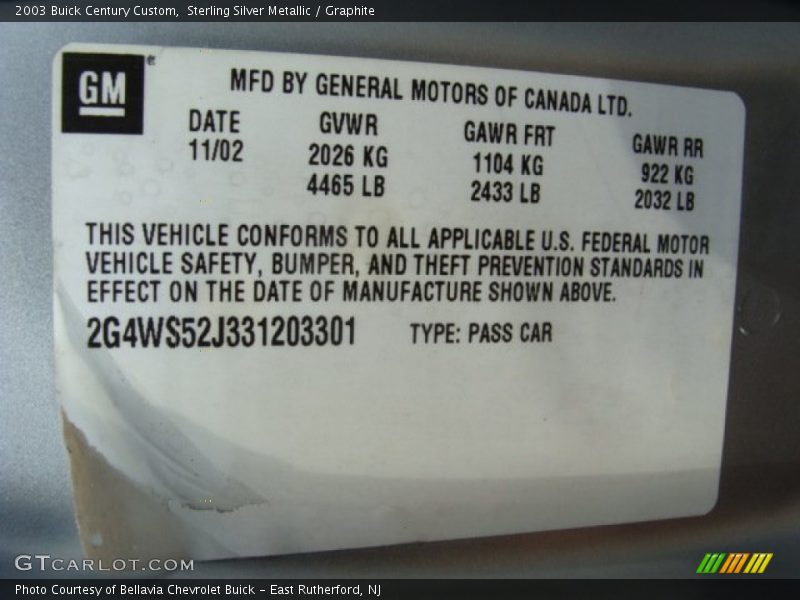 2003 Buick Century Custom,  Sterling Silver Metallic / Graphite
GM
MFD BY GENERAL MOTORS OF CANADA LTD.
DATE GVWR GAWR FRT GAWR RR
11/02 2026 KG 1104 KG 922 KG
4465 LB 2433 LB 2032 LB
THIS VEHICLE CONFORMS TO ALL APPLICABLE U.S. FEDERAL MOTOR
VEHICLE SAFETY, BUMPER, AND THEFT PREVENTION STANDARDS IN
EFFECT ON THE DATE OF MANUFACTURE SHOWN ABOVE.
2G4WS52J331203301 TYPE: PASS CAR
GTCARLOT.COM
Photo Courtesy of Bellavia Chevrolet Buick – East Rutherford, NJ